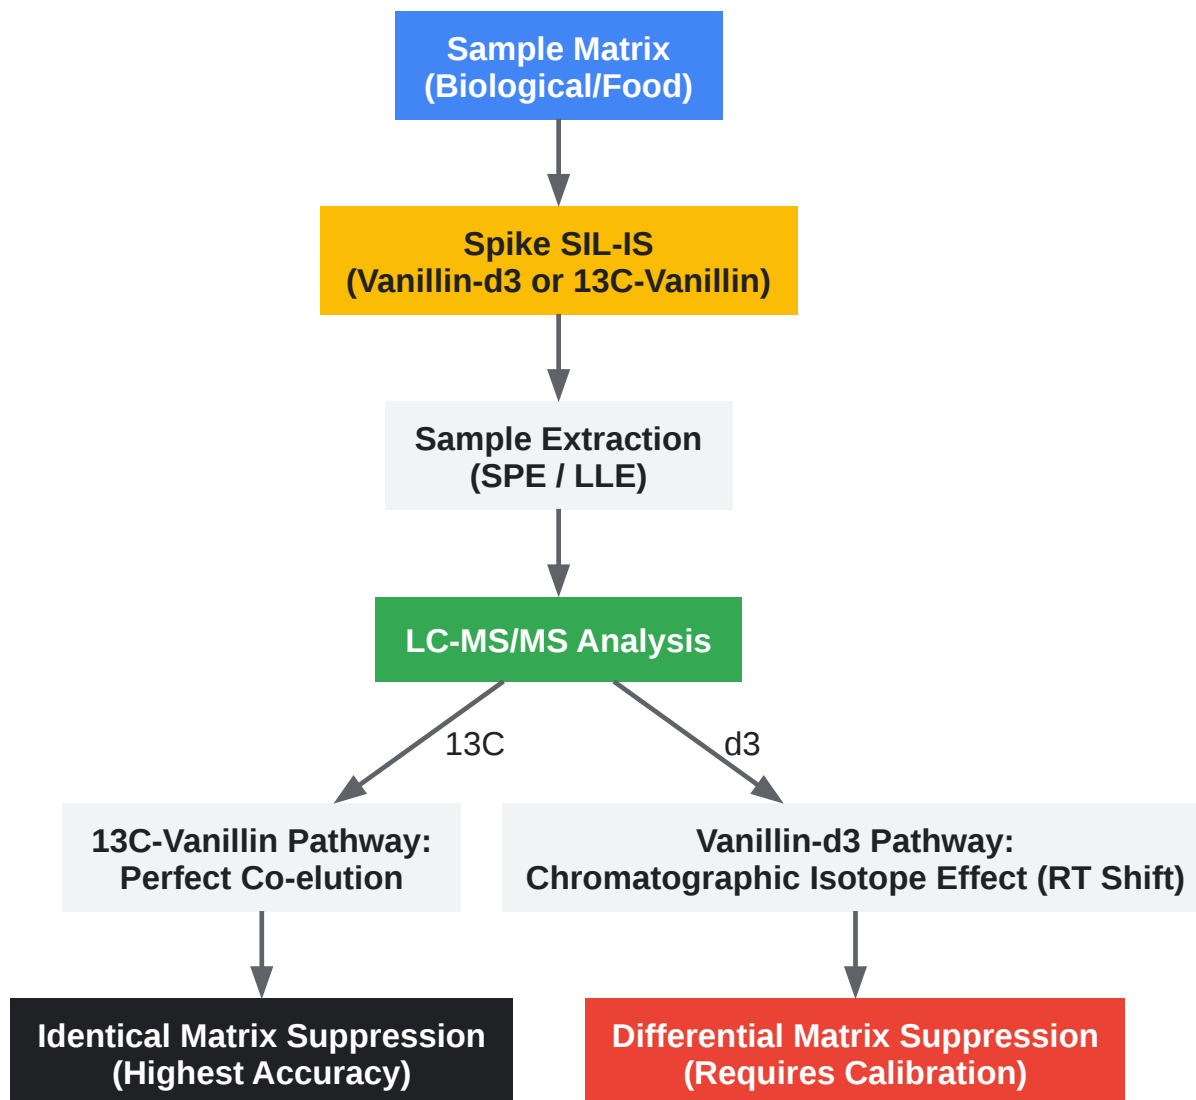 Sample Matrix
(Biological/Food)
Spike SIL-IS
(Vanillin-d3 or 13C-Vanillin)
Sample Extraction
(SPE / LLE)
LC-MS/MS Analysis
13C
d3
13C-Vanillin Pathway:
Perfect Co-elution
Vanillin-d3 Pathway:
Chromatographic Isotope Effect (RT Shift)
Identical Matrix Suppression
(Highest Accuracy)
Differential Matrix Suppression
(Requires Calibration)